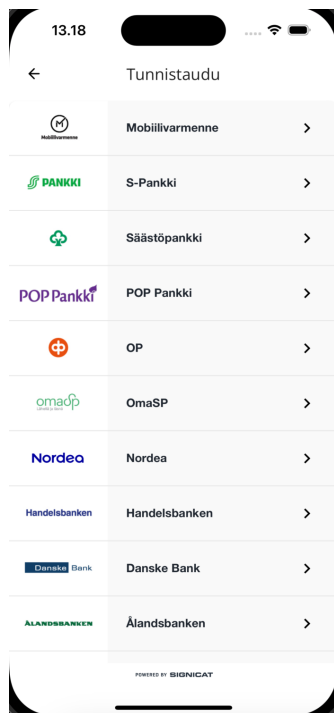 13.18
Tunnistaudu
Mobiilivarmenne
Mobiilivarmenne
S PANKKI
S-Pankki
Säästöpankki
POP Pankki
POP Pankki
OP
omasp
OmaSP
Nordea
Nordea
Handelsbanken
Handelsbanken
Danske Bank
Danske Bank
ÅLANDSBANKEN
Ålandsbanken
POWERED BY SIGNICAT